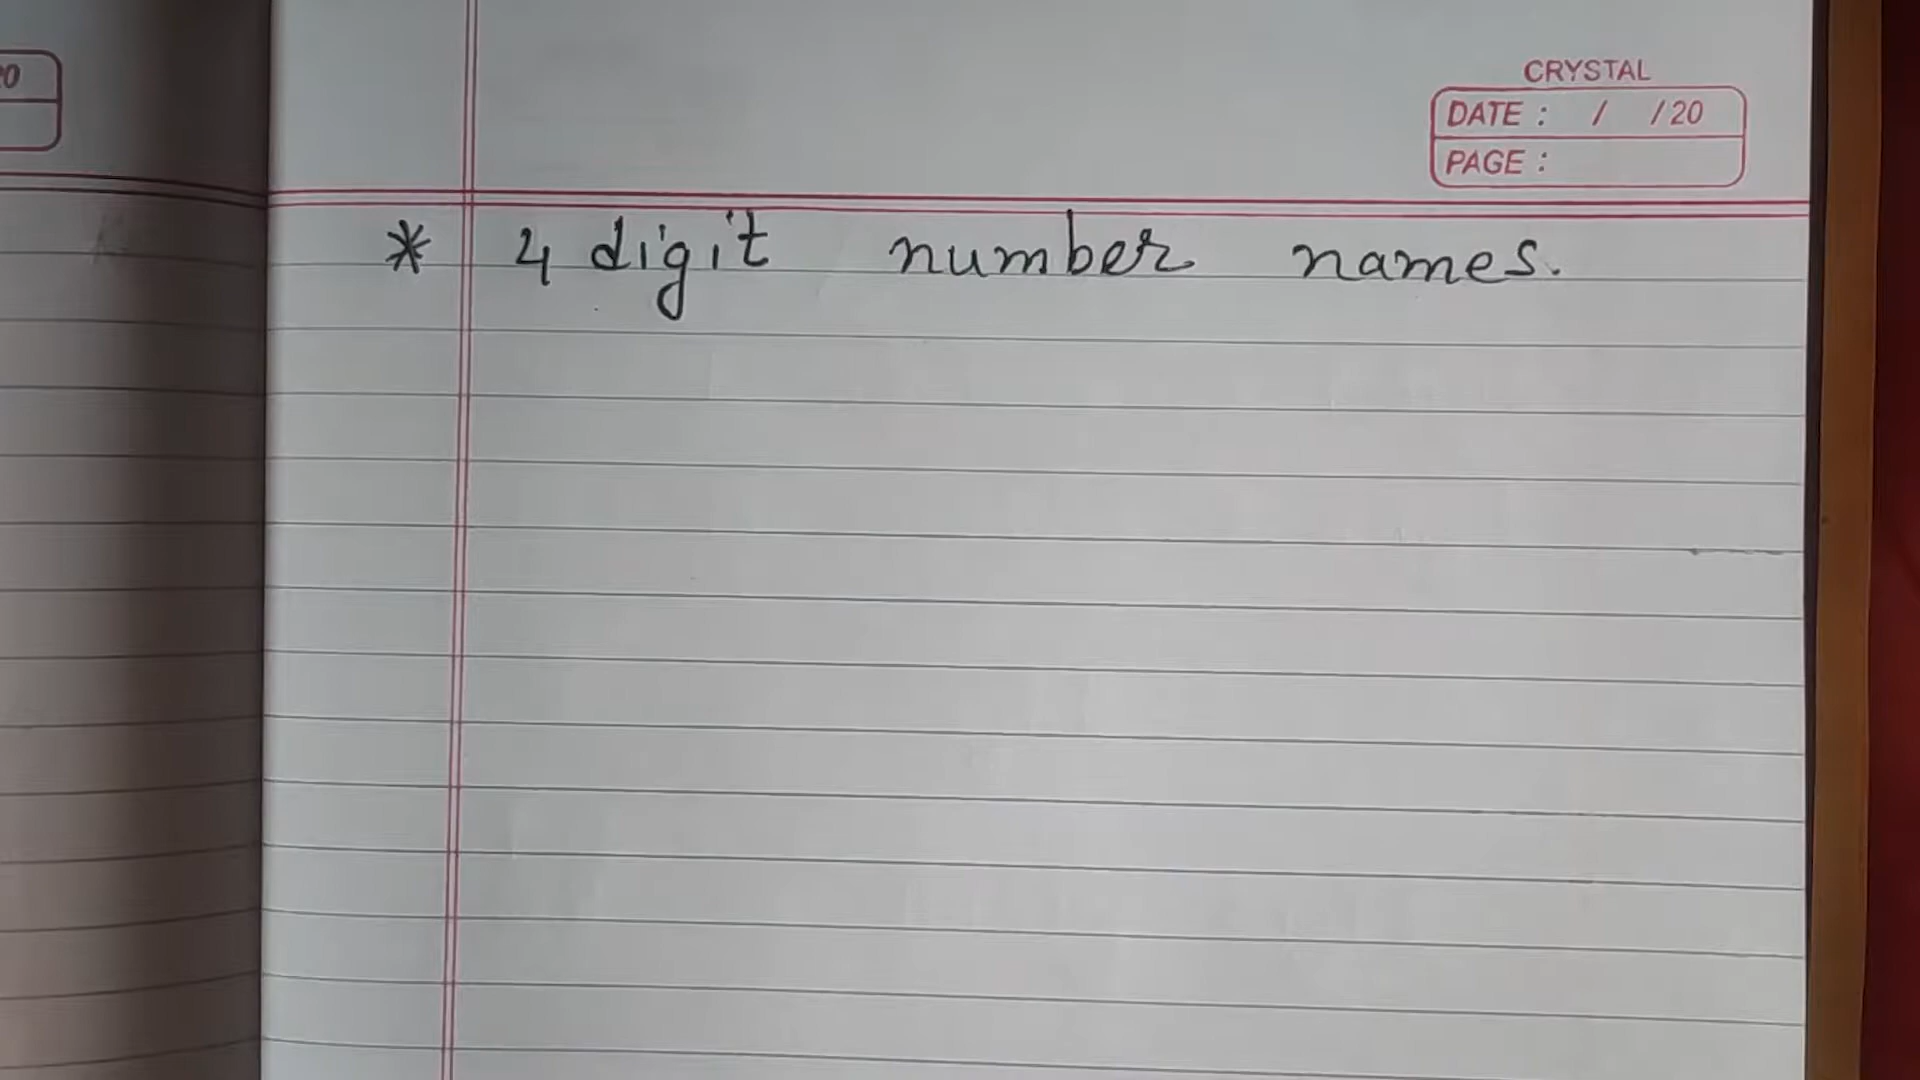 CRYSTAL
DATE : / /20
PAGE :
* 4 digit number names.